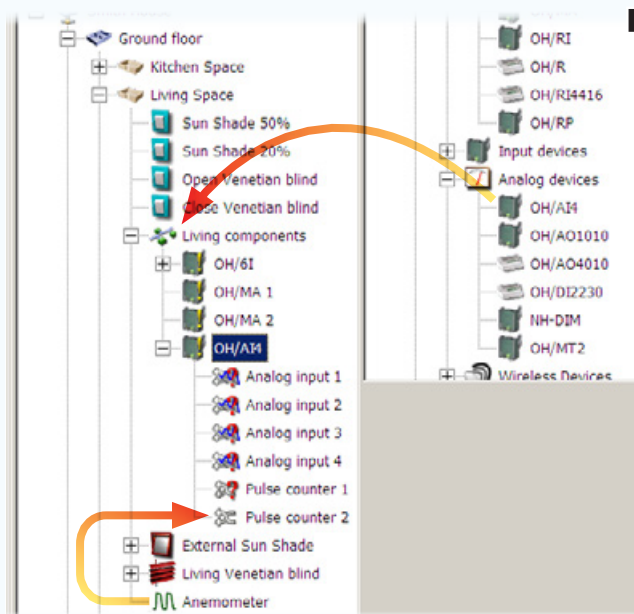 Ground floor
Kitchen Space
Living Space
Sun Shade 50%
Sun Shade 20%
Open Venetian blind
Close Venetian blind
Living components
OH/6I
OH/MA 1
OH/MA 2
OH/AI4
Analog input 1
Analog input 2
Analog input 3
Analog input 4
Pulse counter 1
Pulse counter 2
External Sun Shade
Living Venetian blind
Anemometer
OH/RI
OH/R
OH/RI4416
OH/RP
Input devices
Analog devices
OH/AI4
OH/AO1010
OH/AO4010
OH/DI2230
NH-DIM
OH/MT2
Wireless Devices